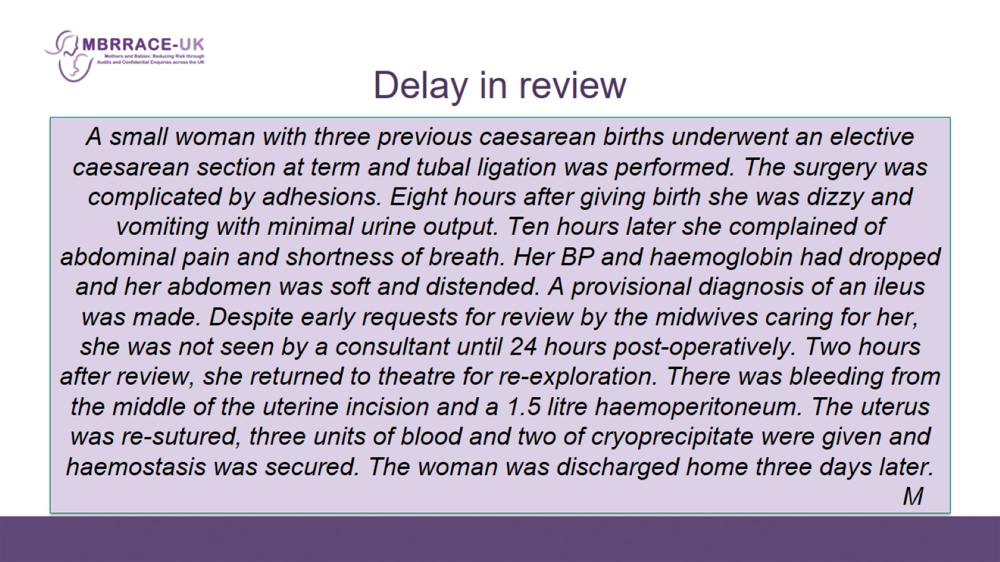 MBRRACE-UK
Mothers and Babies: Reducing Risk through
Audits and Confidential Enquiries across the UK
Delay in review
A small woman with three previous caesarean births underwent an elective
caesarean section at term and tubal ligation was performed. The surgery was
complicated by adhesions. Eight hours after giving birth she was dizzy and
vomiting with minimal urine output. Ten hours later she complained of
abdominal pain and shortness of breath. Her BP and haemoglobin had dropped
and her abdomen was soft and distended. A provisional diagnosis of an ileus
was made. Despite early requests for review by the midwives caring for her,
she was not seen by a consultant until 24 hours post-operatively. Two hours
after review, she returned to theatre for re-exploration. There was bleeding from
the middle of the uterine incision and a 1.5 litre haemoperitoneum. The uterus
was re-sutured, three units of blood and two of cryoprecipitate were given and
haemostasis was secured. The woman was discharged home three days later.
M